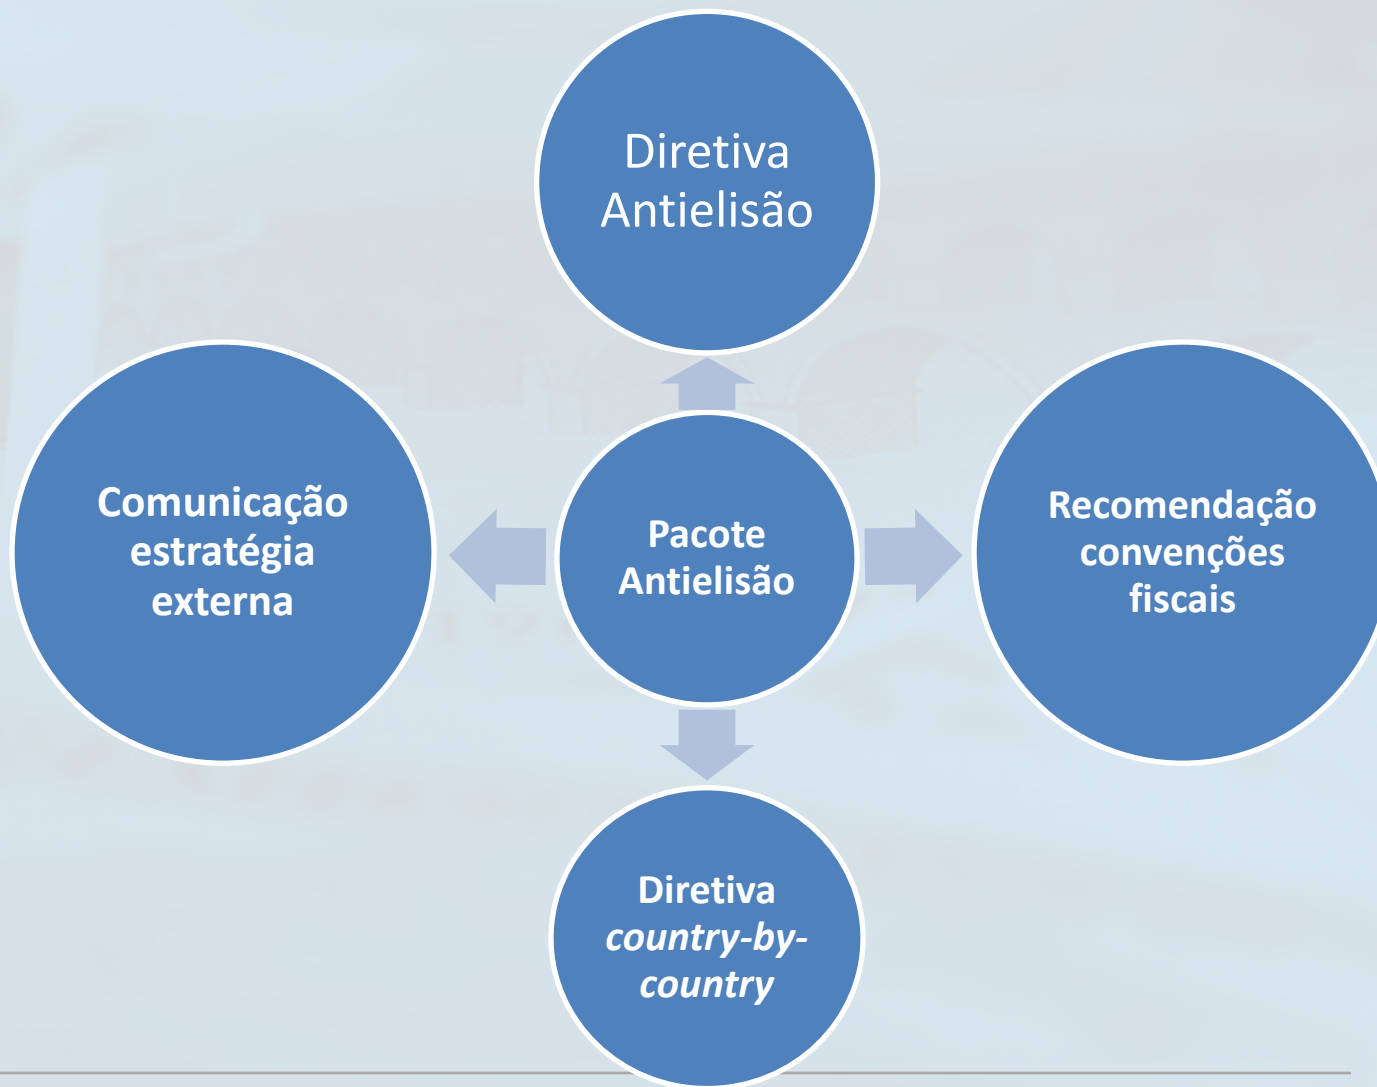 Diretiva
Antielisão
Comunicação
estratégia
externa
Pacote
Antielisão
Recomendação
convenções
fiscais
Diretiva
country-by-
country